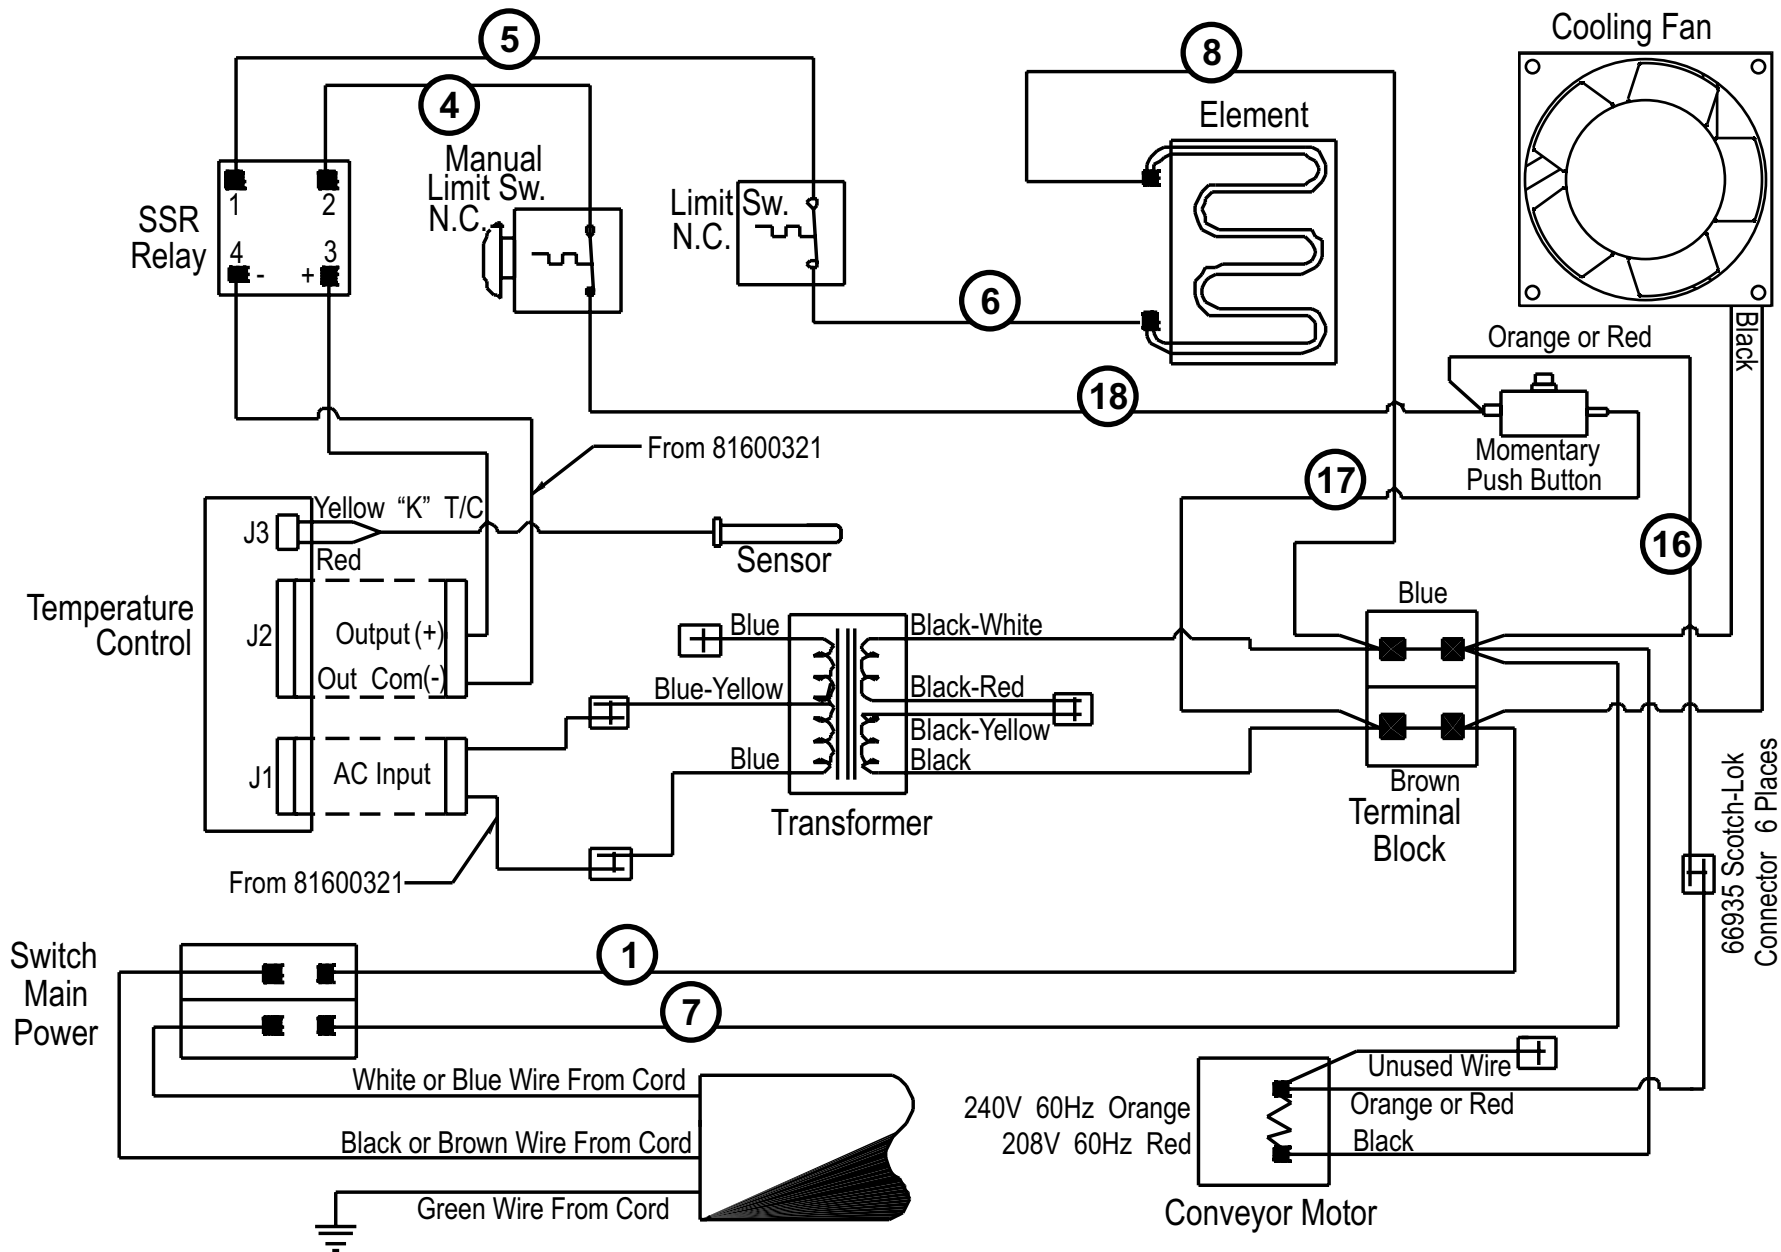 Cooling Fan
5
8
4
Element
Manual
Limit Sw.
N.C.
Limit Sw.
N.C.
1
2
SSR
Relay
4
3
-
+
6
Black
Orange or Red
18
Momentary
Push Button
From 81600321
17
16
Yellow “K” T/C
J3
Red
Sensor
Temperature
Control
J2
Output (+)
Out Com(-)
J1
AC Input
Blue
Blue-Yellow
Blue
Black-White
Black-Red
Black-Yellow
Black
Transformer
Blue
Brown
Terminal
Block
From 81600321
66935 Scotch-Lok
Connector 6 Places
Switch
Main
Power
1
7
White or Blue Wire From Cord
Black or Brown Wire From Cord
Green Wire From Cord
Unused Wire
240V 60Hz Orange
208V 60Hz Red
Orange or Red
Black
Conveyor Motor